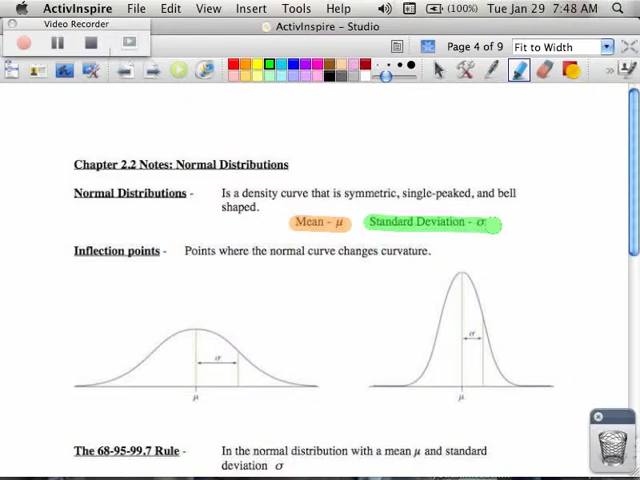 ActivInspire File Edit View Insert Tools Help (100%) Tue Jan 29 7:48 AM
Video Recorder
ActivInspire - Studio
Page 4 of 9 Fit to Width
Chapter 2.2 Notes: Normal Distributions
Normal Distributions - Is a density curve that is symmetric, single-peaked, and bell
shaped.
Mean - μ Standard Deviation - σ
Inflection points - Points where the normal curve changes curvature.
σ
σ
μ
μ
The 68-95-99.7 Rule - In the normal distribution with a mean μ and standard
deviation σ